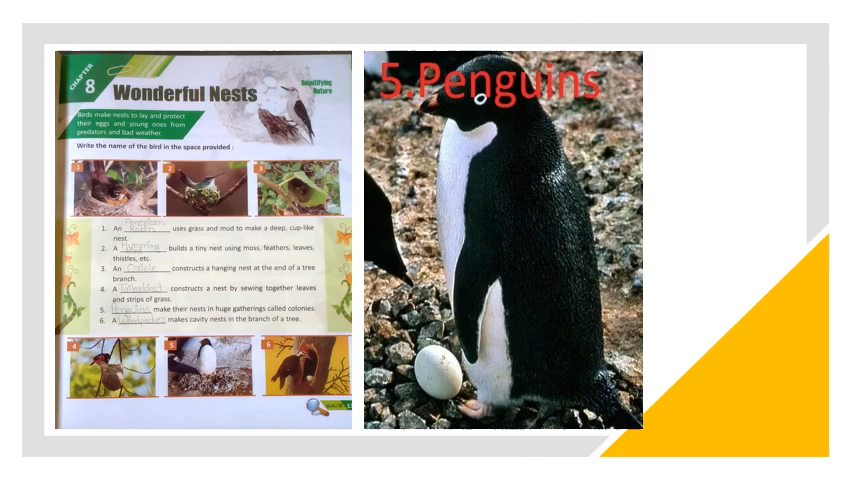 CHAPTER
8
Wonderful Nests
Beautifying
Nature
Birds make nests to lay and protect
their eggs and young ones from
predators and bad weather.
Write the name of the bird in the space provided :
1
2
3
American
1. An Robin uses grass and mud to make a deep, cup-like
nest.
2. A Humming builds a tiny nest using moss, feathers, leaves,
thistles, etc.
3. An Oriole constructs a hanging nest at the end of a tree
branch.
4. A Tailorbird constructs a nest by sewing together leaves
and strips of grass.
5. Penguins make their nests in huge gatherings called colonies.
6. A Woodpecker makes cavity nests in the branch of a tree.
4
5
6
5.Penguins